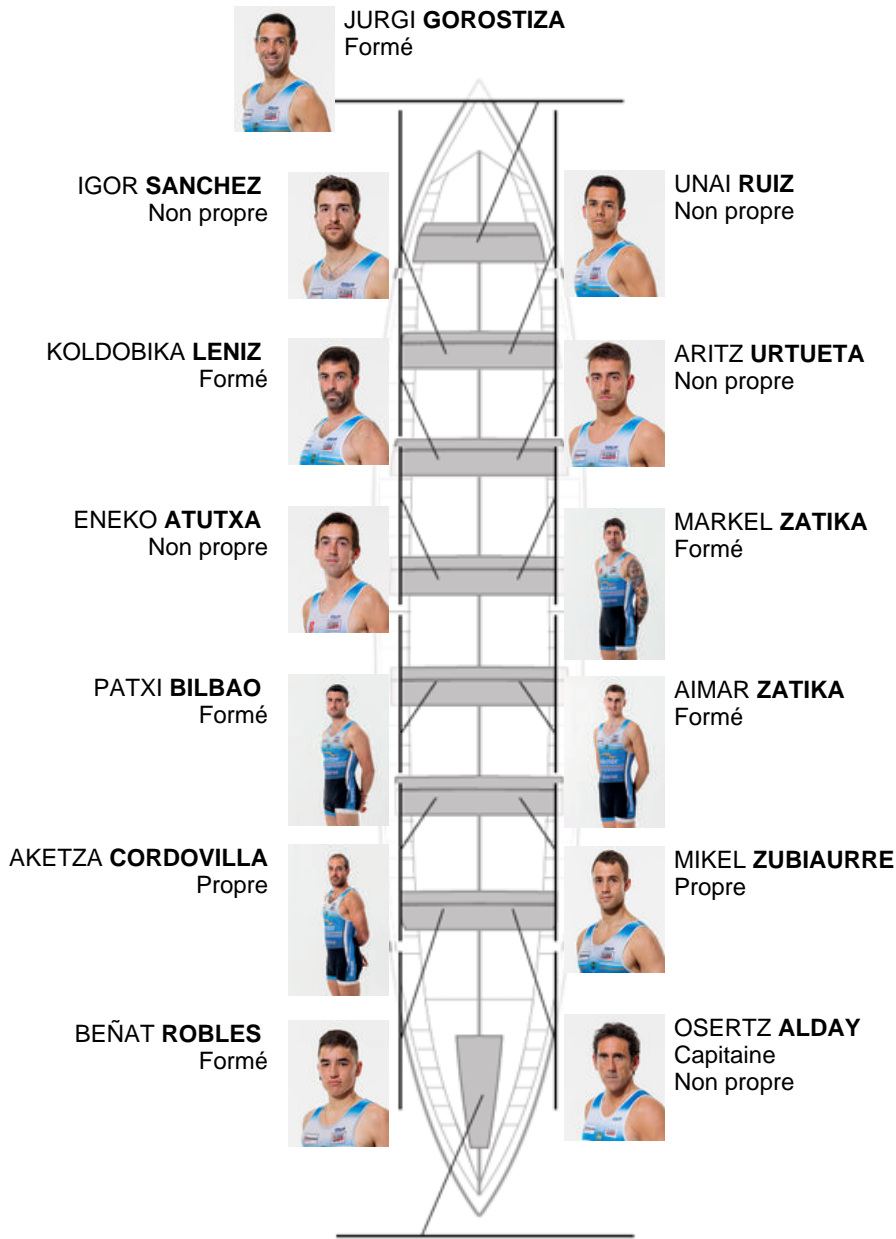 JURGI GOROSTIZA
Formé
IGOR SANCHEZ
Non propre
UNAI RUIZ
Non propre
KOLDOBIKA LENIZ
Formé
ARITZ URTUETA
Non propre
ENEKO ATUTXA
Non propre
MARKEL ZATIKA
Formé
PATXI BILBAO
Formé
AIMAR ZATIKA
Formé
AKETZA CORDOVILLA
Propre
MIKEL ZUBIAURRE
Propre
BEÑAT ROBLES
Formé
OSERTZ ALDAY
Capitaine
Non propre